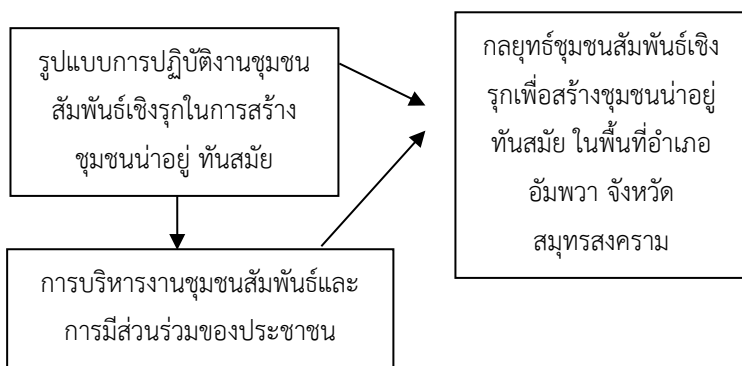 รูปแบบการปฏิบัติงานชุมชน
สัมพันธ์เชิงรุกในการสร้าง
ชุมชนน่าอยู่ ทันสมัย
การบริหารงานชุมชนสัมพันธ์และ
การมีส่วนร่วมของประชาชน
กลยุทธ์ชุมชนสัมพันธ์เชิง
รุกเพื่อสร้างชุมชนน่าอยู่
ทันสมัย ในพื้นที่อำเภอ
อัมพวา จังหวัด
สมุทรสงคราม